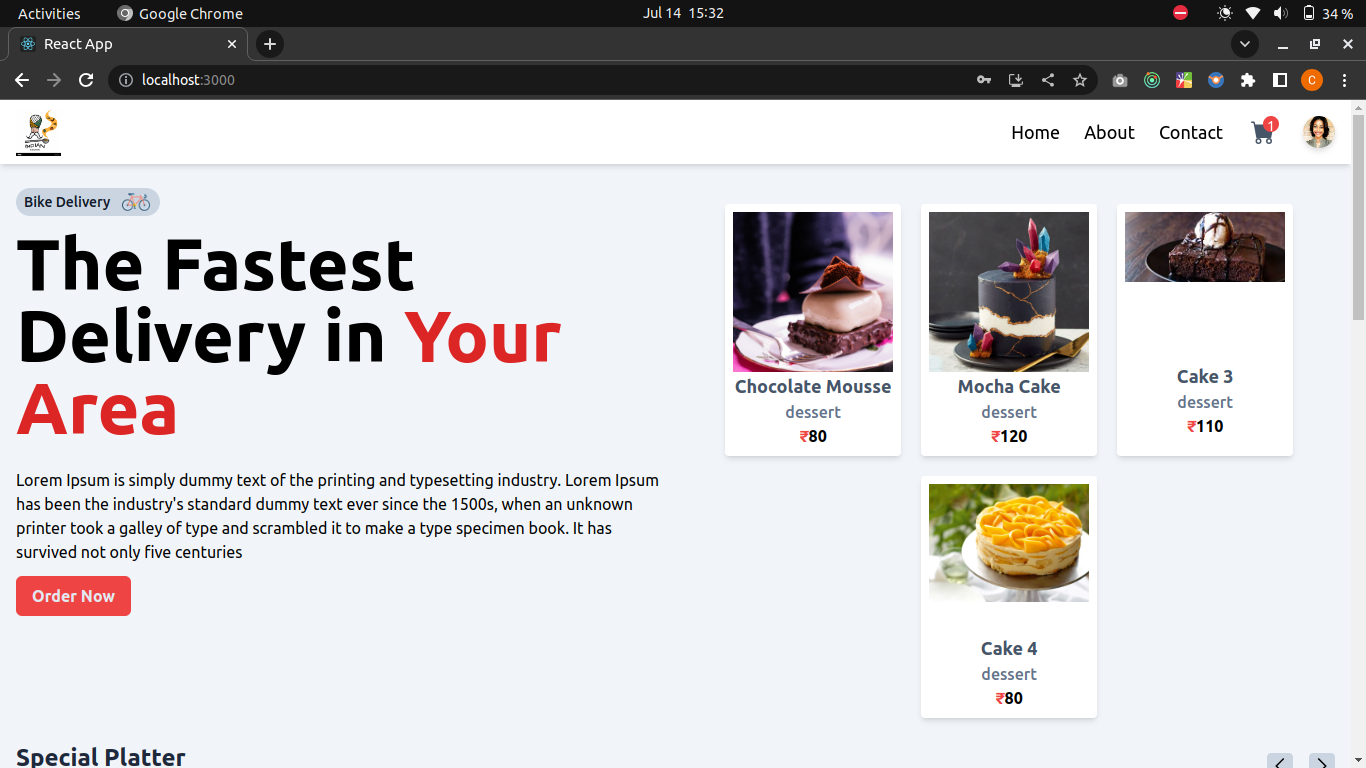 Activities
Google Chrome
Jul 14 15:32
34 %
React App
localhost:3000
C
Home
About
Contact
1
Bike Delivery
The Fastest
Delivery in Your
Area
Lorem Ipsum is simply dummy text of the printing and typesetting industry. Lorem Ipsum
has been the industry's standard dummy text ever since the 1500s, when an unknown
printer took a galley of type and scrambled it to make a type specimen book. It has
survived not only five centuries
Order Now
Chocolate Mousse
dessert
₹80
Mocha Cake
dessert
₹120
Cake 3
dessert
₹110
Cake 4
dessert
₹80
Special Platter